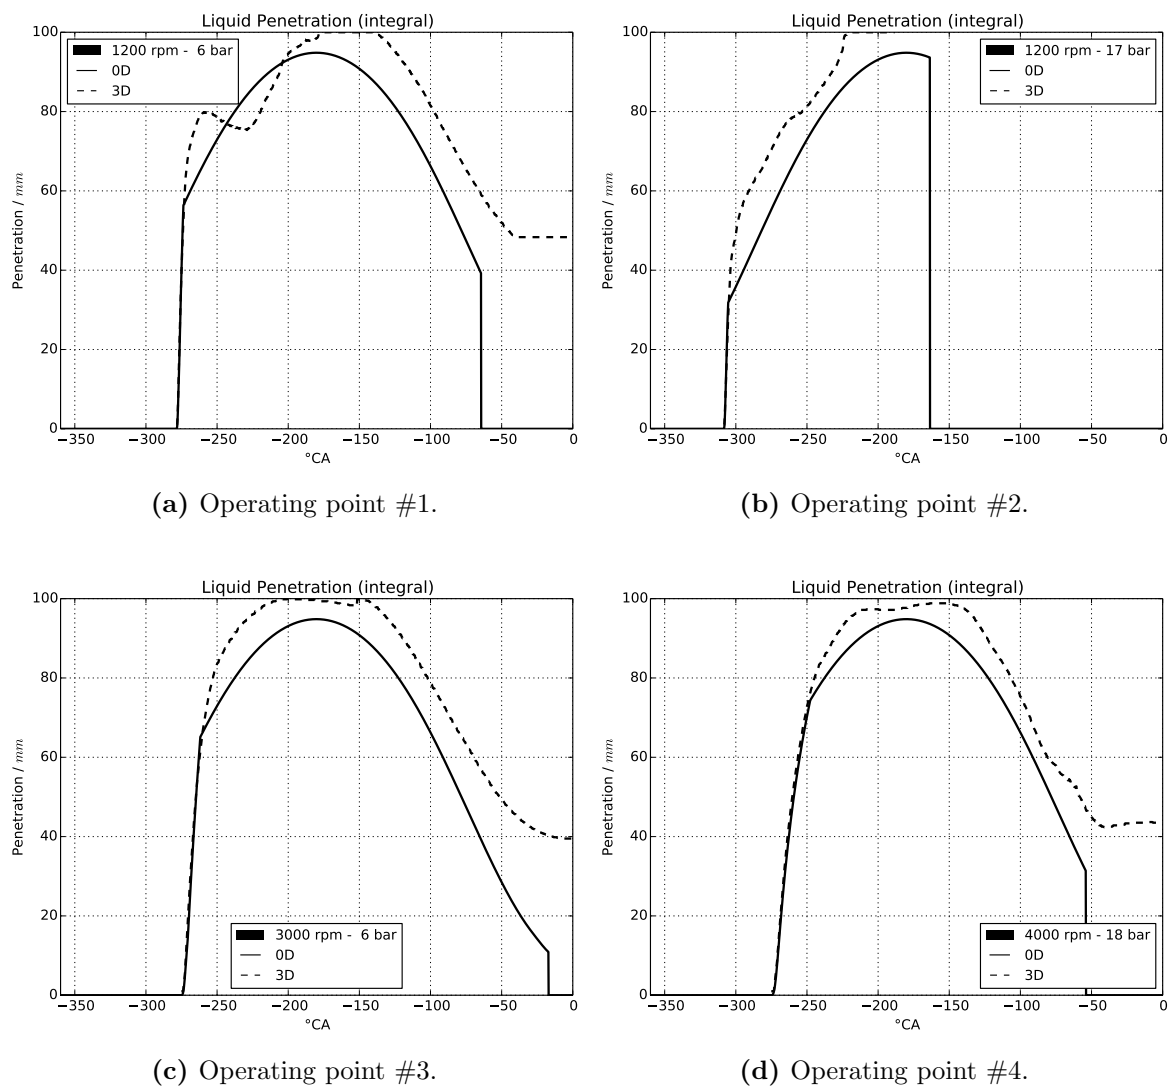 Liquid Penetration (integral)
100
80
60
40
20
0
Penetration / mm
1200 rpm -  6 bar
0D
3D
−350 −300 −250 −200 −150 −100 −50 0
°CA
(a) Operating point #1.
Liquid Penetration (integral)
100
80
60
40
20
0
Penetration / mm
1200 rpm - 17 bar
0D
3D
−350 −300 −250 −200 −150 −100 −50 0
°CA
(b) Operating point #2.
Liquid Penetration (integral)
100
80
60
40
20
0
Penetration / mm
3000 rpm -  6 bar
0D
3D
−350 −300 −250 −200 −150 −100 −50 0
°CA
(c) Operating point #3.
Liquid Penetration (integral)
100
80
60
40
20
0
Penetration / mm
4000 rpm - 18 bar
0D
3D
−350 −300 −250 −200 −150 −100 −50 0
°CA
(d) Operating point #4.